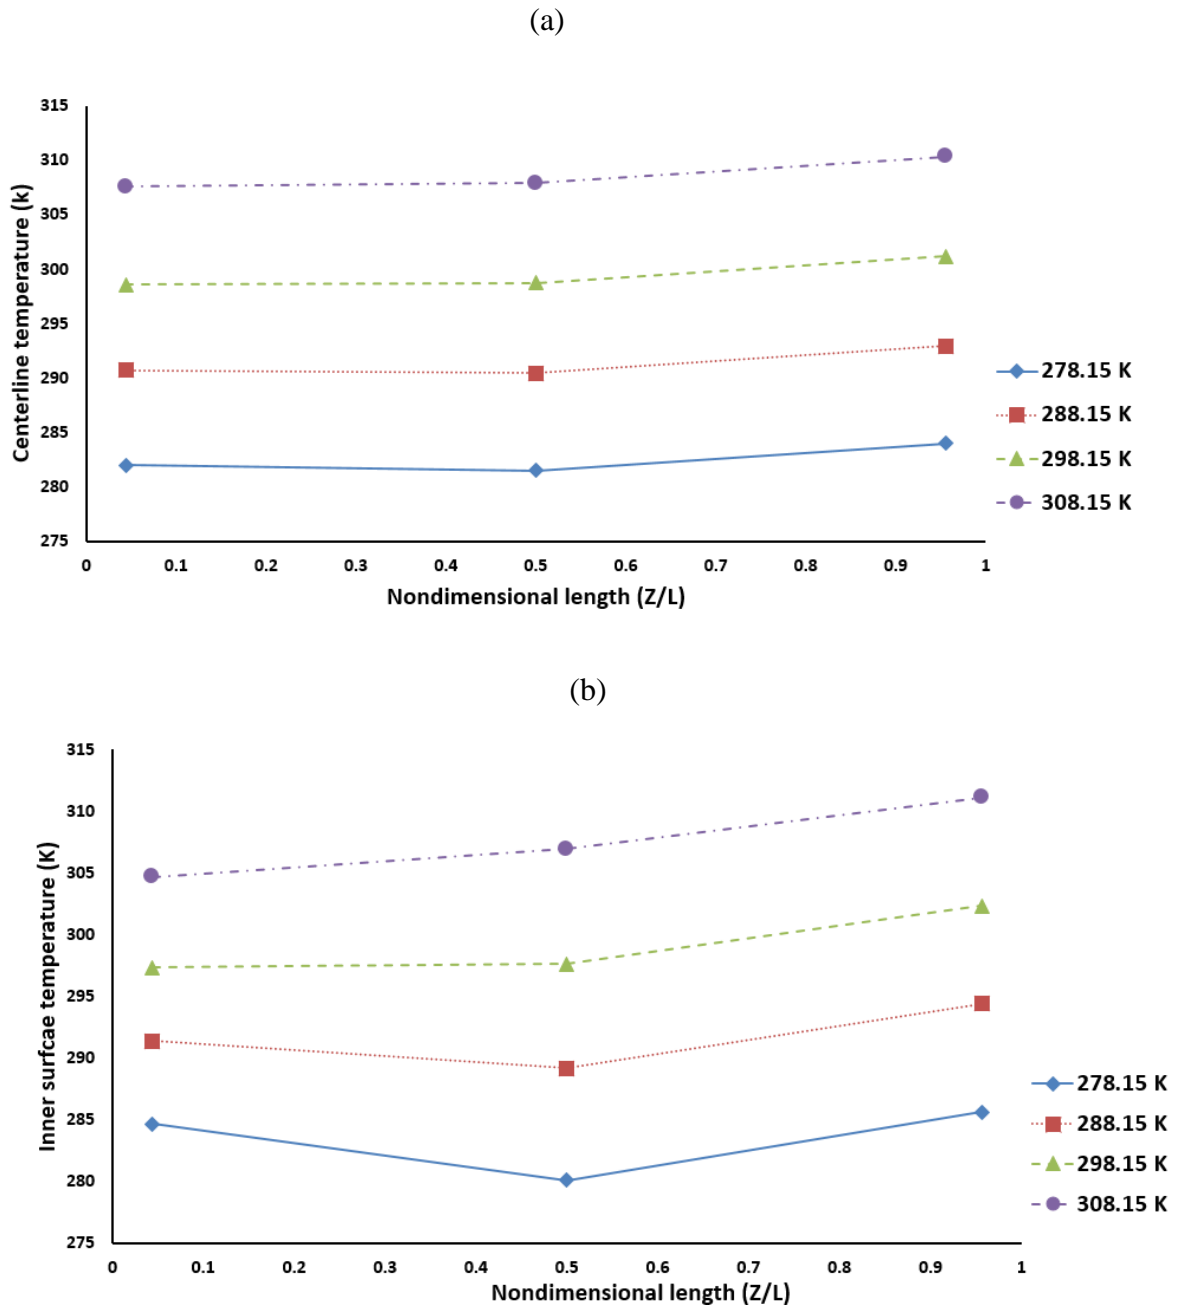 (a)
315
310
305
300
295
290
285
280
275
Centerline temperature (k)
0 0.1 0.2 0.3 0.4 0.5 0.6 0.7 0.8 0.9 1
Nondimensional length (Z/L)
278.15 K
288.15 K
298.15 K
308.15 K
(b)
315
310
305
300
295
290
285
280
275
Inner surfcae temperature (K)
0 0.1 0.2 0.3 0.4 0.5 0.6 0.7 0.8 0.9 1
Nondimensional length (Z/L)
278.15 K
288.15 K
298.15 K
308.15 K